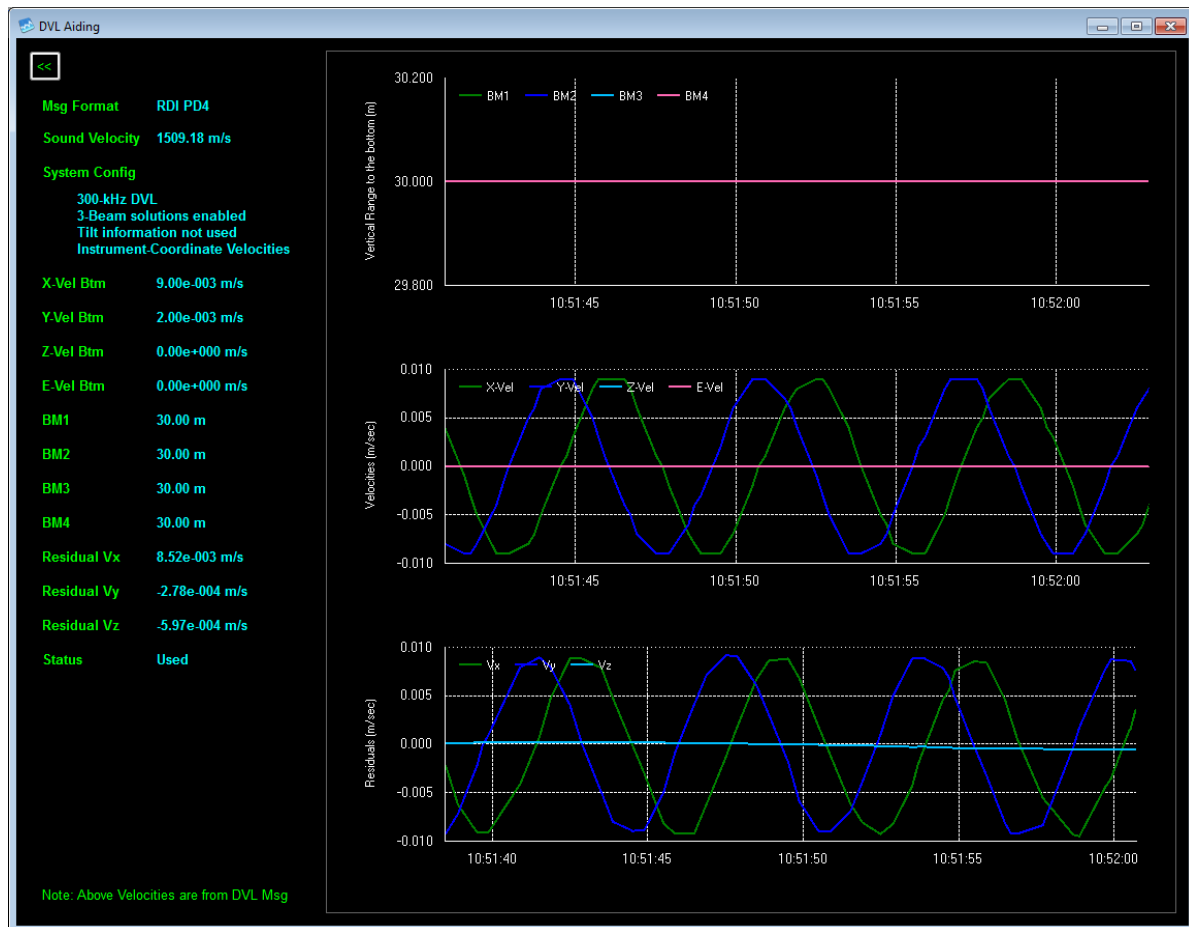 DVL Aiding
<<
Msg Format RDI PD4
Sound Velocity 1509.18 m/s
System Config
300-kHz DVL
3-Beam solutions enabled
Tilt information not used
Instrument-Coordinate Velocities
X-Vel Btm 9.00e-003 m/s
Y-Vel Btm 2.00e-003 m/s
Z-Vel Btm 0.00e+000 m/s
E-Vel Btm 0.00e+000 m/s
BM1 30.00 m
BM2 30.00 m
BM3 30.00 m
BM4 30.00 m
Residual Vx 8.52e-003 m/s
Residual Vy -2.78e-004 m/s
Residual Vz -5.97e-004 m/s
Status Used
Note: Above Velocities are from DVL Msg
Vertical Range to the bottom (m)
30.200
30.000
29.800
BM1 BM2 BM3 BM4
10:51:45 10:51:50 10:51:55 10:52:00
Velocities (m/sec)
0.010
0.005
0.000
-0.005
-0.010
X-Vel Y-Vel Z-Vel E-Vel
10:51:45 10:51:50 10:51:55 10:52:00
Residuals (m/sec)
0.010
0.005
0.000
-0.005
-0.010
Vx Vy Vz
10:51:40 10:51:45 10:51:50 10:51:55 10:52:00